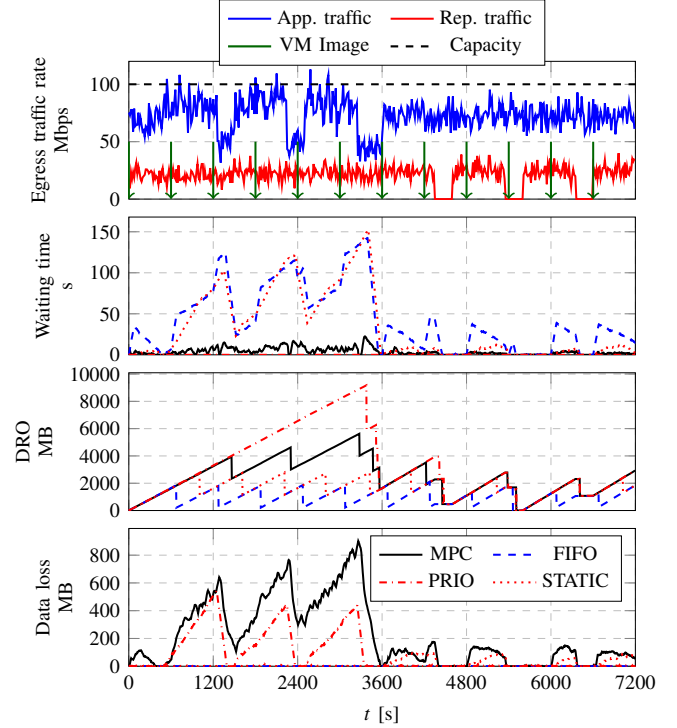 App. traffic Rep. traffic
VM Image Capacity
Egress traffic rate
Mbps
100
50
0
Waiting time
s
150
100
50
0
DRO
MB
10000
8000
6000
4000
2000
0
Data loss
MB
800
600
400
200
0
MPC FIFO
PRIO STATIC
0 1200 2400 3600 4800 6000 7200
t [s]